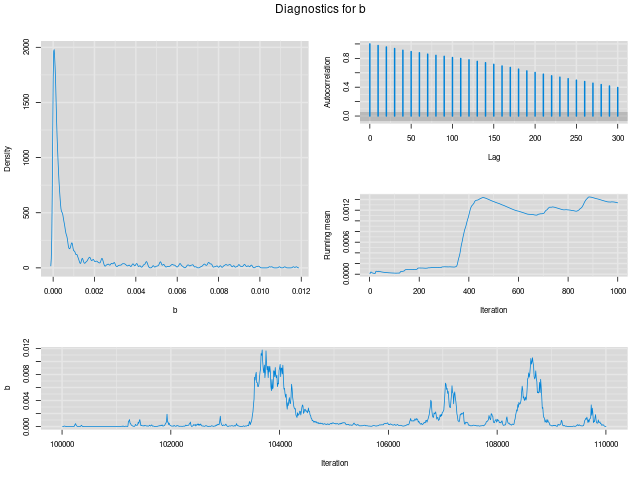 Diagnostics for b
2000
1500
1000
500
0
Density
0.000 0.002 0.004 0.006 0.008 0.010 0.012
b
0.8
0.4
0.0
Autocorrelation
0 50 100 150 200 250 300
Lag
0.0012
0.0006
0.0000
Running mean
0 200 400 600 800 1000
Iteration
0.012
0.008
0.004
0.000
b
100000 102000 104000 106000 108000 110000
Iteration